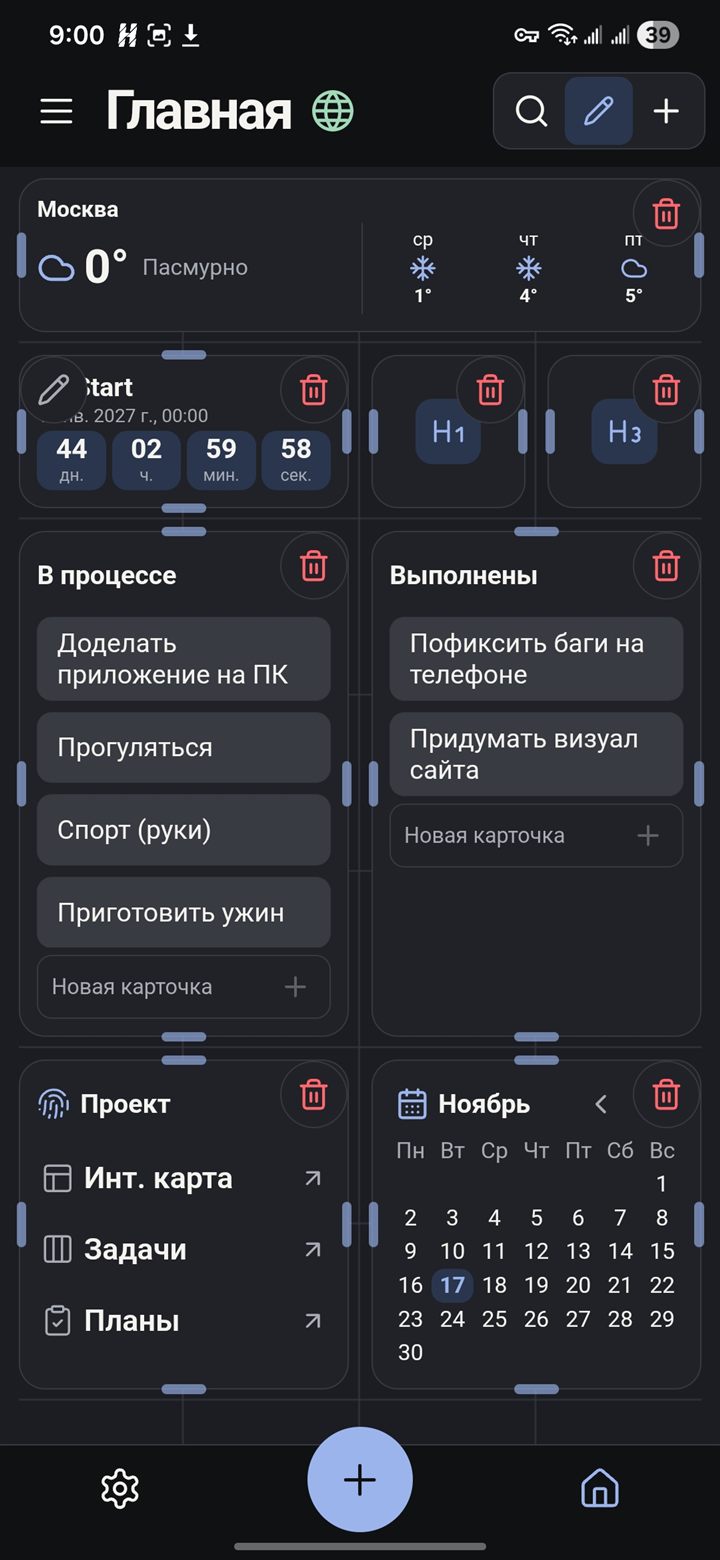 9:00
39
Главная
Москва
0° Пасмурно
ср чт пт
1° 4° 5°
Start
2027 г., 00:00
44 02 59 58
дн. ч. мин. сек.
H1
H3
В процессе
Доделать
приложение на ПК
Прогуляться
Спорт (руки)
Приготовить ужин
Новая карточка
Выполнены
Пофиксить баги на
телефоне
Придумать визуал
сайта
Новая карточка
Проект
Инт. карта
Задачи
Планы
Ноябрь
Пн Вт Ср Чт Пт Сб Вс
1
2 3 4 5 6 7 8
9 10 11 12 13 14 15
16 17 18 19 20 21 22
23 24 25 26 27 28 29
30